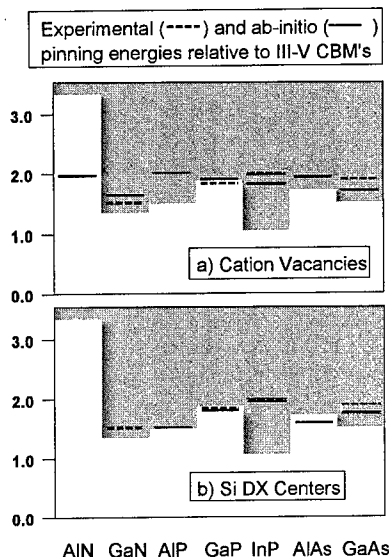 Experimental (----) and ab-initio (—)
pinning energies relative to III-V CBM's
3.0
2.0
1.0
0.0
a) Cation Vacancies
3.0
2.0
1.0
0.0
b) Si DX Centers
AlN GaN AlP GaP InP AlAs GaAs